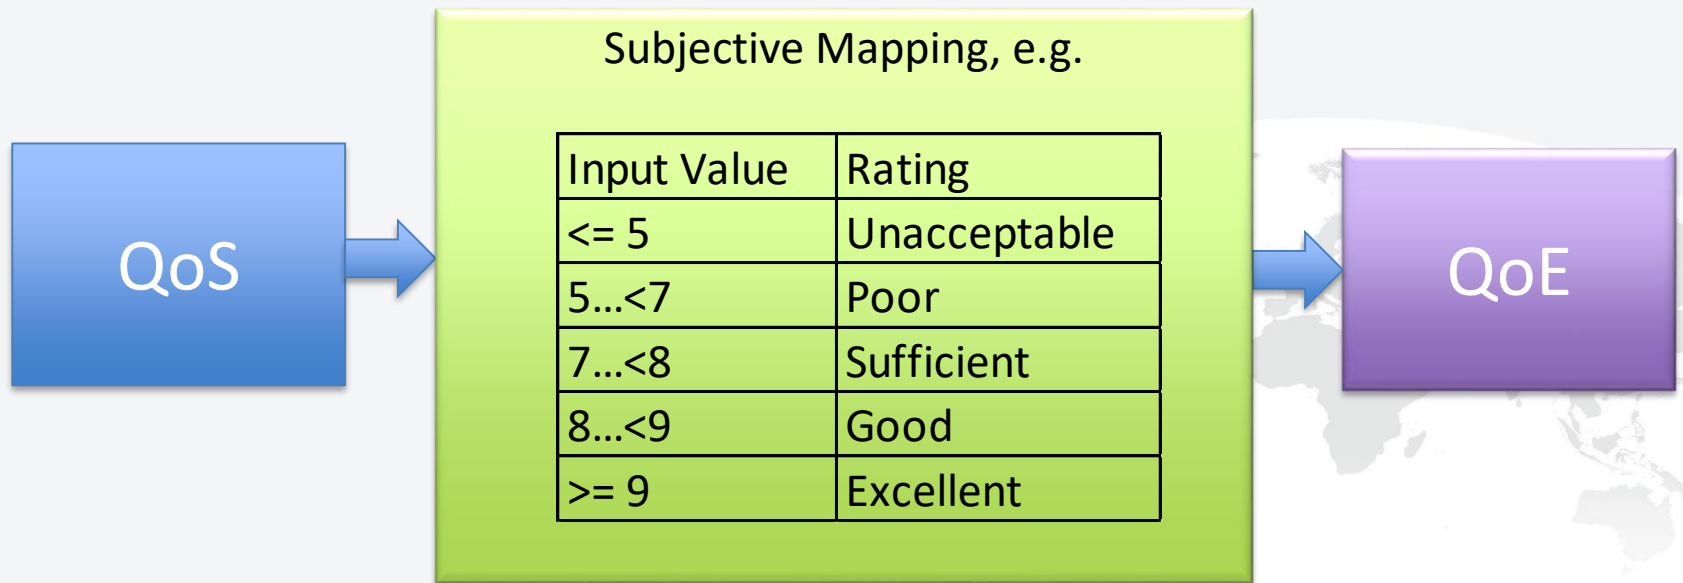 Subjective Mapping, e.g.
QoS
Input Value Rating
<= 5 Unacceptable
5...<7 Poor
7...<8 Sufficient
8...<9 Good
>= 9 Excellent
QoE